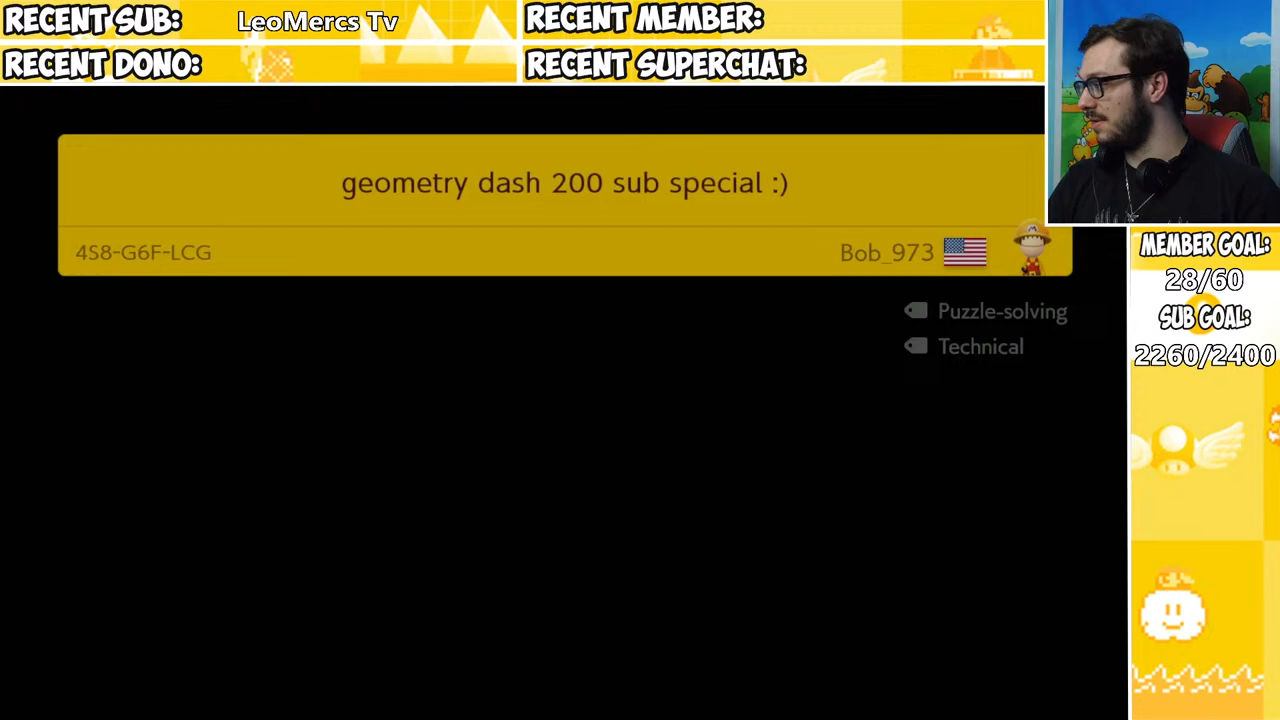 RECENT SUB: LeoMercs Tv
RECENT DONO:
RECENT MEMBER:
RECENT SUPERCHAT:
geometry dash 200 sub special :)
4S8-G6F-LCG
Bob_973
Puzzle-solving
Technical
MEMBER GOAL:
28/60
SUB GOAL:
2260/2400